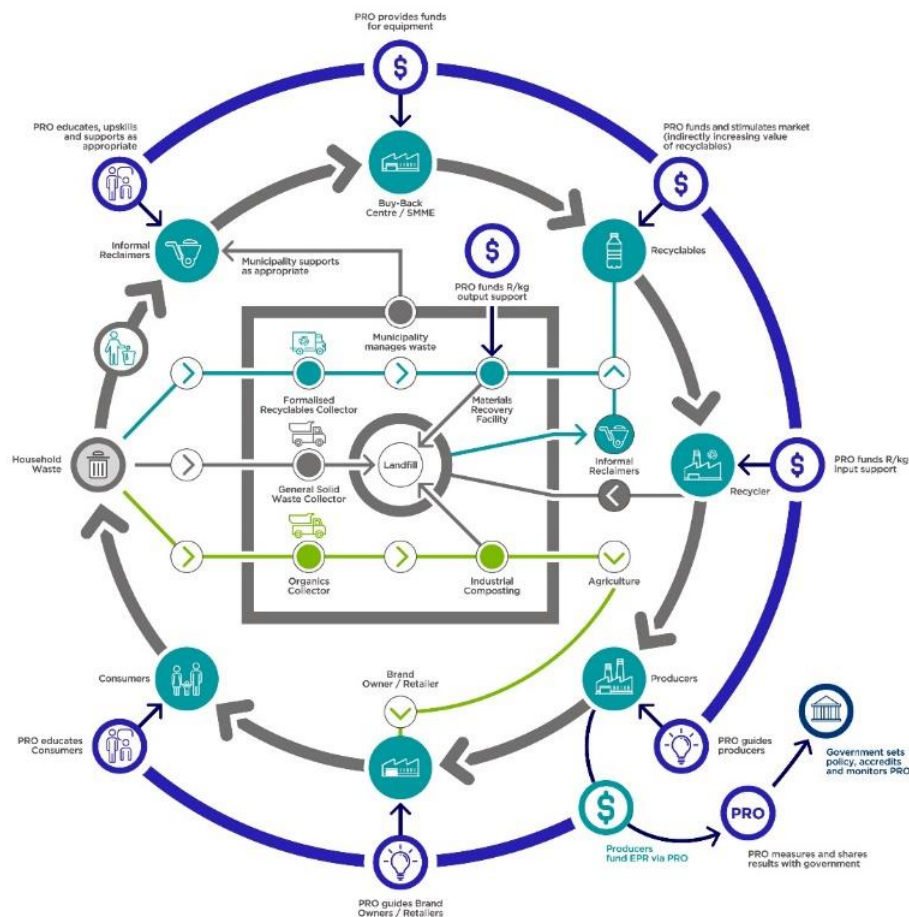 PRO provides funds
for equipment
$
PRO educates, upskills
and supports as
appropriate
PRO funds and stimulates market
(indirectly increasing value
of recyclables)
$
Buy-Back
Centre / SMME
Informal
Reclaimers
Municipality supports
as appropriate
$
Recyclables
PRO funds R/kg
output support
Municipality
manages waste
Formalised
Recyclables Collector
Materials
Recovery
Facility
Household
Waste
General Solid
Waste Collector
Landfill
Informal
Reclaimers
Recycler
$
PRO funds R/kg
input support
Organics
Collector
Industrial
Composting
Agriculture
Consumers
Brand
Owner / Retailer
Producers
PRO educates
Consumers
PRO guides
producers
Government sets
policy, accredits
and monitors PRO
$
PRO
Producers
fund EPR via PRO
PRO measures and shares
results with government
PRO guides Brand
Owners / Retailers